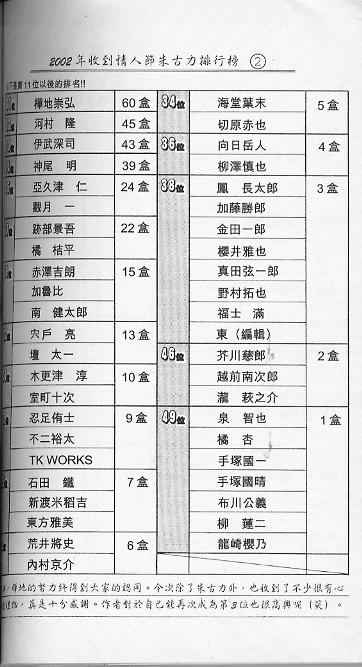 2002年收到情人節朱古力排行榜 ②
11位以後的排名!!
樺地崇弘 60盒
河村 隆 45盒
伊武深司 43盒
神尾 明 39盒
亞久津 仁 24盒
觀月 一
跡部景吾 22盒
橘 桔平
赤澤吉朗 15盒
加魯比
南 健太郎
宍戶 亮 13盒
壇 太一
木更津 淳 10盒
室町十次
忍足侑士 9盒
不二裕太
TK WORKS
石田 鐵 7盒
新渡米稻吉
東方雅美
荒井將史 6盒
內村京介
34位 海堂葉末 5盒
切原赤也
36位 向日岳人 4盒
柳澤慎也
38位 鳳 長太郎 3盒
加藤勝郎
金田一郎
櫻井雅也
真田弦一郎
野村拓也
福士 滿
東（編輯）
46位 芥川慈郎 2盒
越前南次郎
瀧 萩之介
49位 泉 智也 1盒
橘 杏
手塚國一
手塚國晴
布川公義
柳 蓮二
龍崎櫻乃
樺地的努力終得到大家的認同。今次除了朱古力外，也收到了不少很有心
真是十分感謝。作者對於自己能再次成為第3位也很高興呢（笑）。